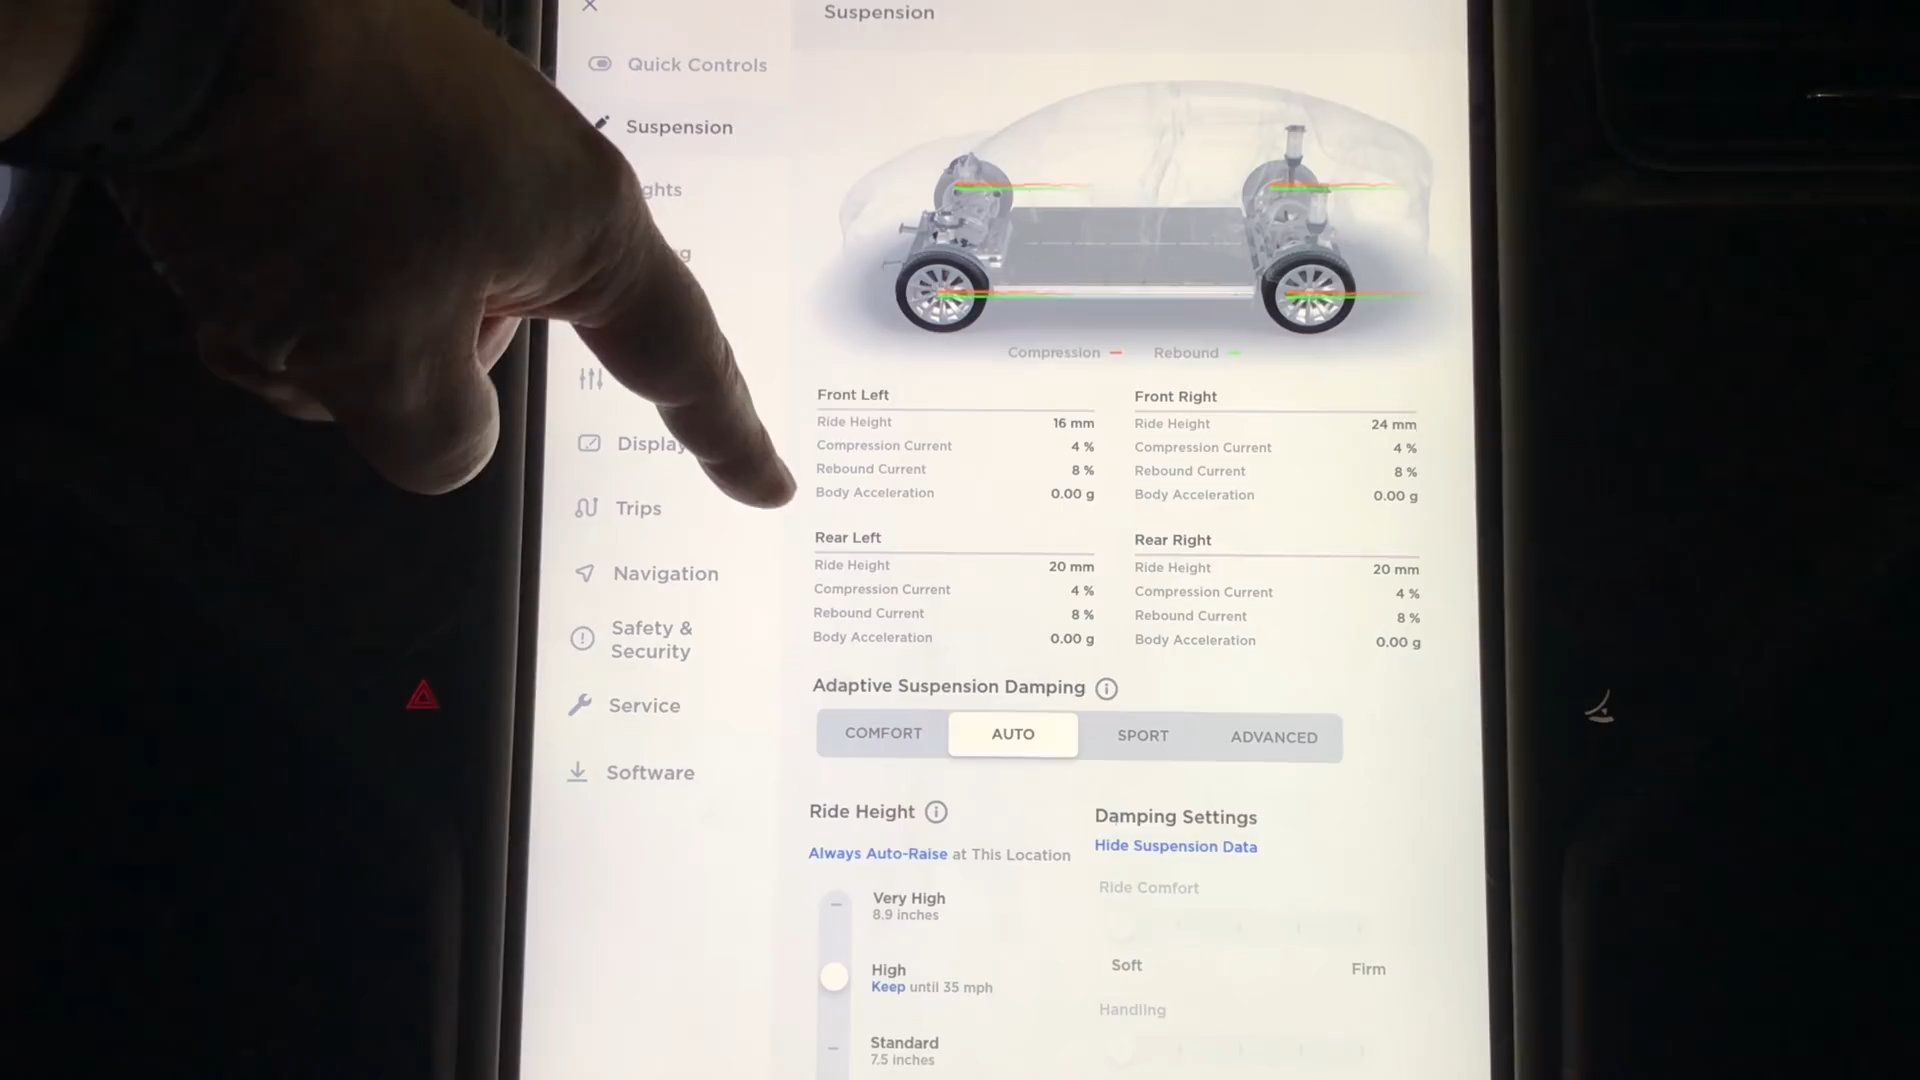 Suspension
Quick Controls
Suspension
ghts
g
Display
Trips
Navigation
Safety &
Security
Service
Software
Compression
Rebound
Front Left
Ride Height 16 mm
Compression Current 4 %
Rebound Current 8 %
Body Acceleration 0.00 g
Front Right
Ride Height 24 mm
Compression Current 4 %
Rebound Current 8 %
Body Acceleration 0.00 g
Rear Left
Ride Height 20 mm
Compression Current 4 %
Rebound Current 8 %
Body Acceleration 0.00 g
Rear Right
Ride Height 20 mm
Compression Current 4 %
Rebound Current 8 %
Body Acceleration 0.00 g
Adaptive Suspension Damping
COMFORT AUTO SPORT ADVANCED
Ride Height
Always Auto-Raise at This Location
Very High
8.9 inches
High
Keep until 35 mph
Standard
7.5 inches
Damping Settings
Hide Suspension Data
Ride Comfort
Soft Firm
Handling